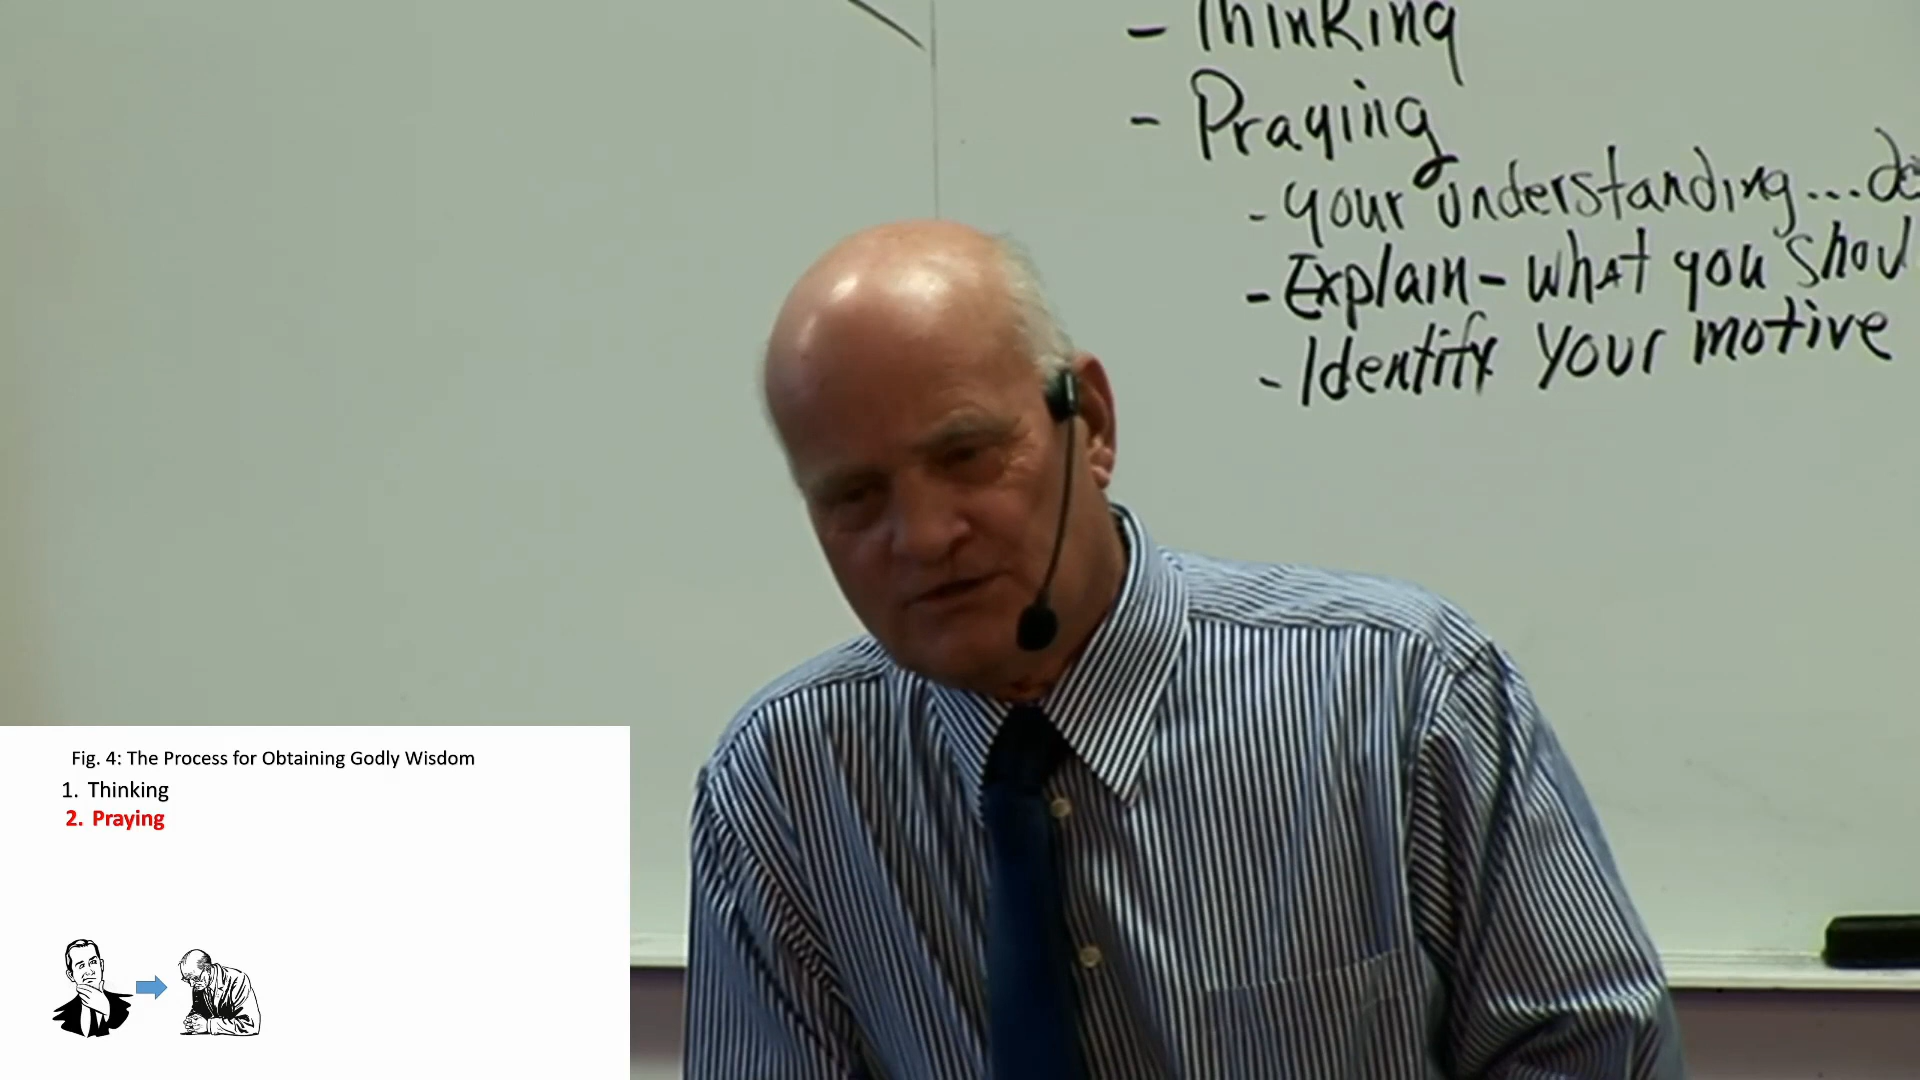 - Thinking
- Praying
- your understanding...
- Explain - what you
- Identify your motive
Fig. 4: The Process for Obtaining Godly Wisdom
1. Thinking
2. Praying